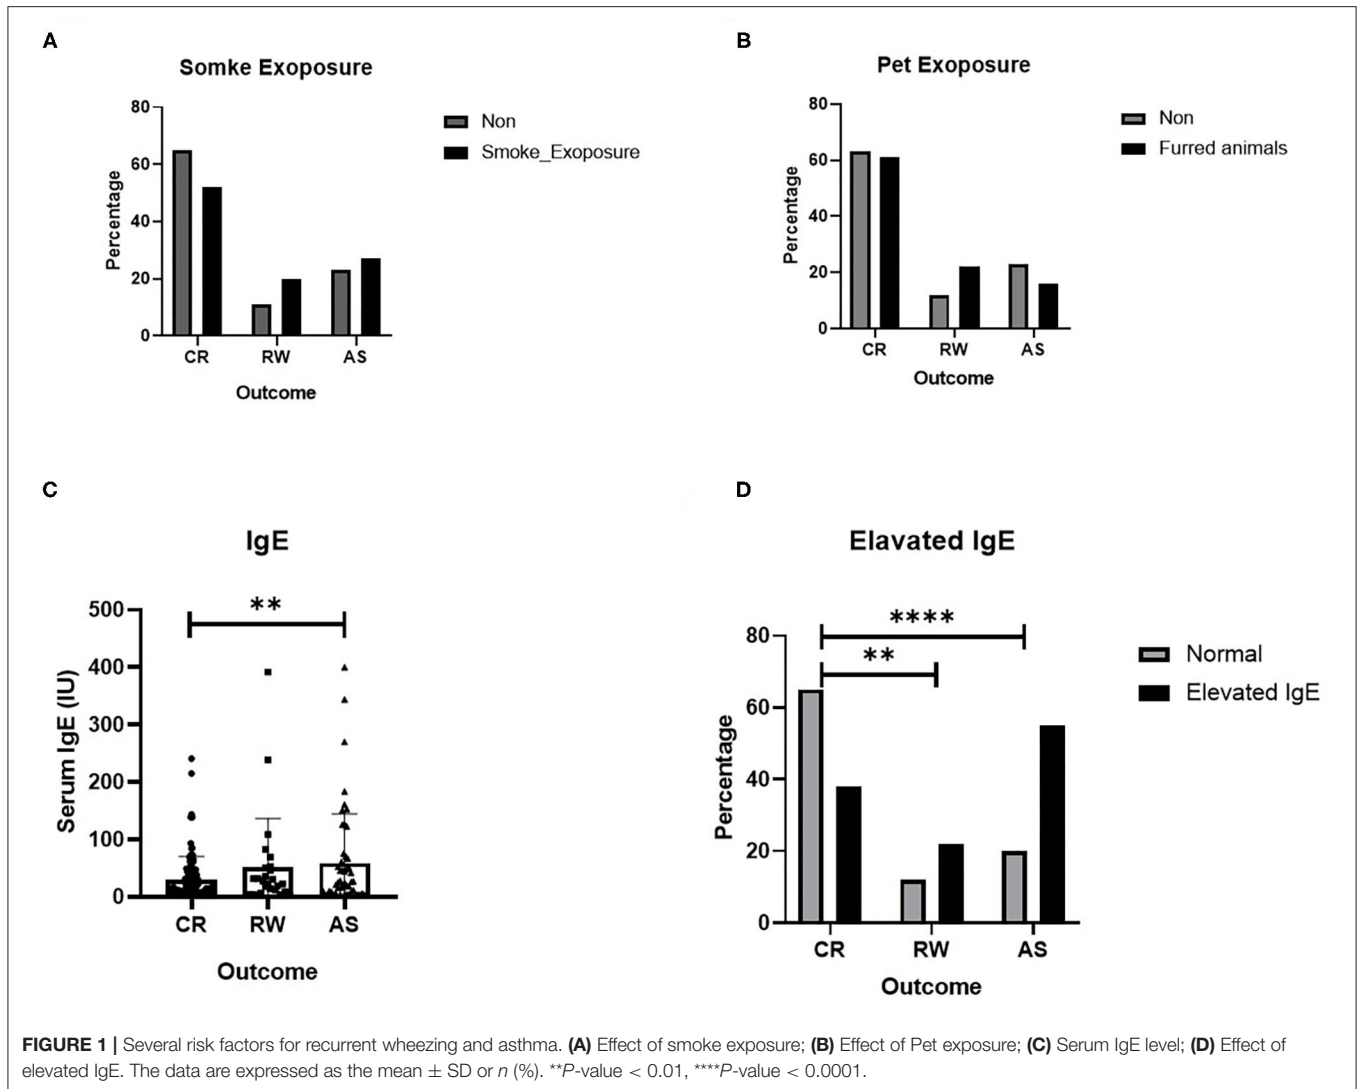 A
Somke Exoposure
80
60
40
20
0
Percentage
CR RW AS
Outcome
Non
Smoke_Exoposure
B
Pet Exoposure
80
60
40
20
0
Percentage
CR RW AS
Outcome
Non
Furred animals
C
IgE
**
500
400
300
200
100
0
Serum IgE (IU)
CR RW AS
Outcome
D
Elavated IgE
****
**
80
60
40
20
0
Percentage
CR RW AS
Outcome
Normal
Elevated IgE
FIGURE 1 | Several risk factors for recurrent wheezing and asthma. (A) Effect of smoke exposure; (B) Effect of Pet exposure; (C) Serum IgE level; (D) Effect of
elevated IgE. The data are expressed as the mean ± SD or n (%). **P-value < 0.01, ****P-value < 0.0001.